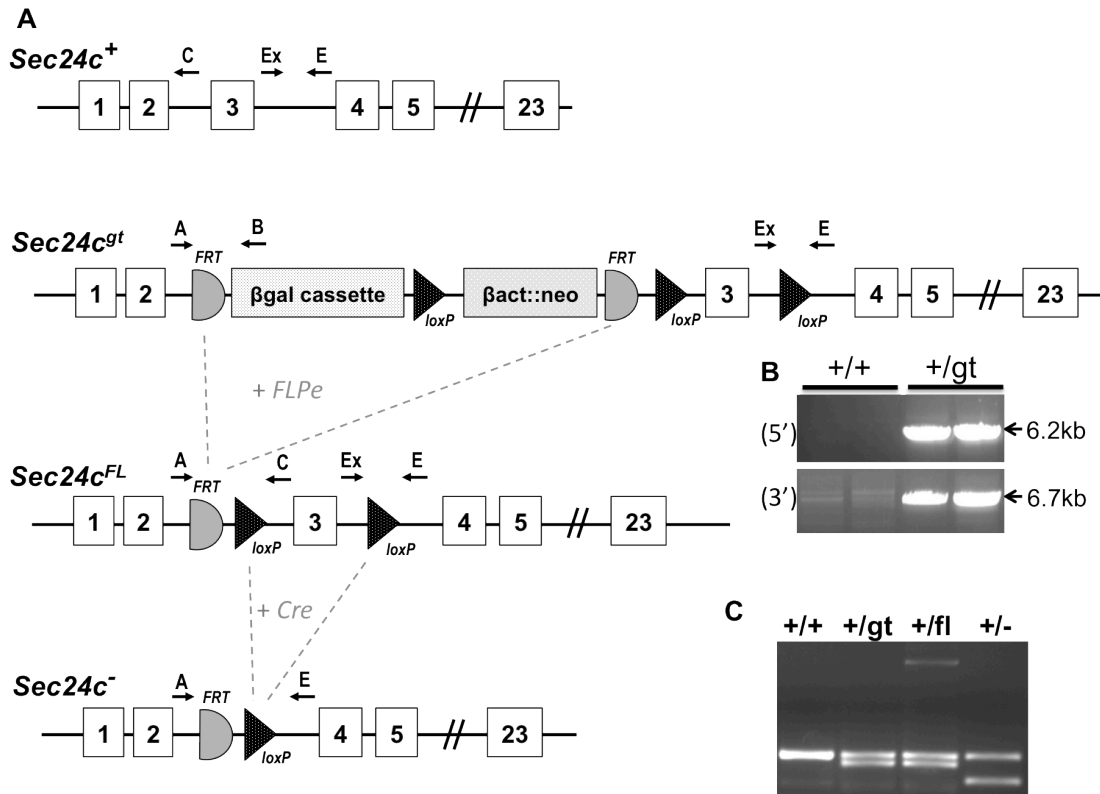 A
Sec24c+
C Ex E
1 2 3 4 5 // 23
Sec24cgt
A B Ex E
FRT FRT
1 2 βgal cassette βact::neo 3 4 5 // 23
loxP loxP loxP
+ FLPe
Sec24cFL
A C Ex E
FRT
1 2 3 4 5 // 23
loxP loxP
+ Cre
Sec24c-
A E
FRT
1 2 4 5 // 23
loxP
B
+/+ +/gt
(5’) 6.2kb
(3’) 6.7kb
C
+/+ +/gt +/fl +/-